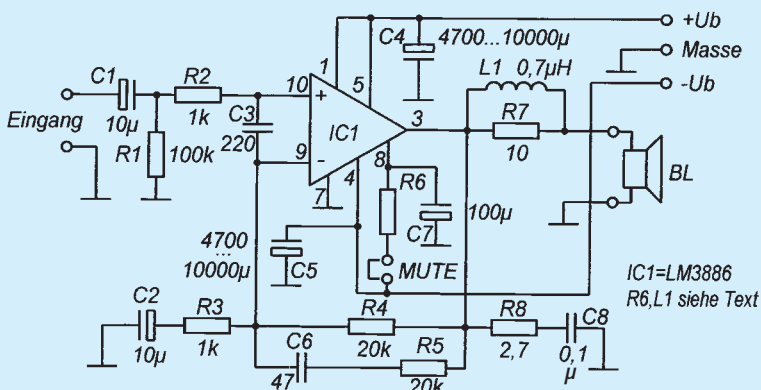 C4
4700...10000µ
+Ub
Masse
-Ub
1
5
L1 0,7µH
C1
R2
10
+
10µ
1k
C3
220
IC1
3
R7
10
Eingang
R1
100k
9
-
8
7
4
R6
C7
100µ
BL
4700
...
10000µ
C5
MUTE
IC1=LM3886
R6,L1 siehe Text
C2
R3
R4
R8
C8
10µ
1k
C6
20k
2,7
0,1
µ
47
R5
20k